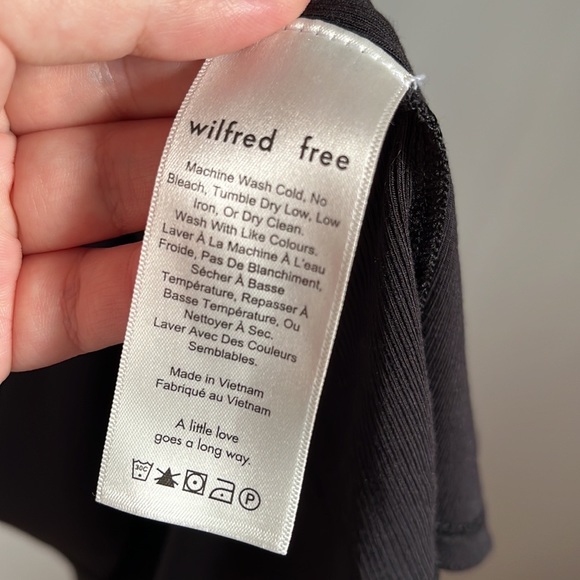 wilfred free
Machine Wash Cold, No
Bleach, Tumble Dry Low, Low
Iron, Or Dry Clean.
Wash With Like Colours.
Laver À La Machine À L'eau
Froide, Pas De Blanchiment,
Sécher À Basse
Température, Repasser À
Basse Température, Ou
Nettoyer À Sec.
Laver Avec Des Couleurs
Semblables.
Made in Vietnam
Fabriqué au Vietnam
A little love
goes a long way.
30C P